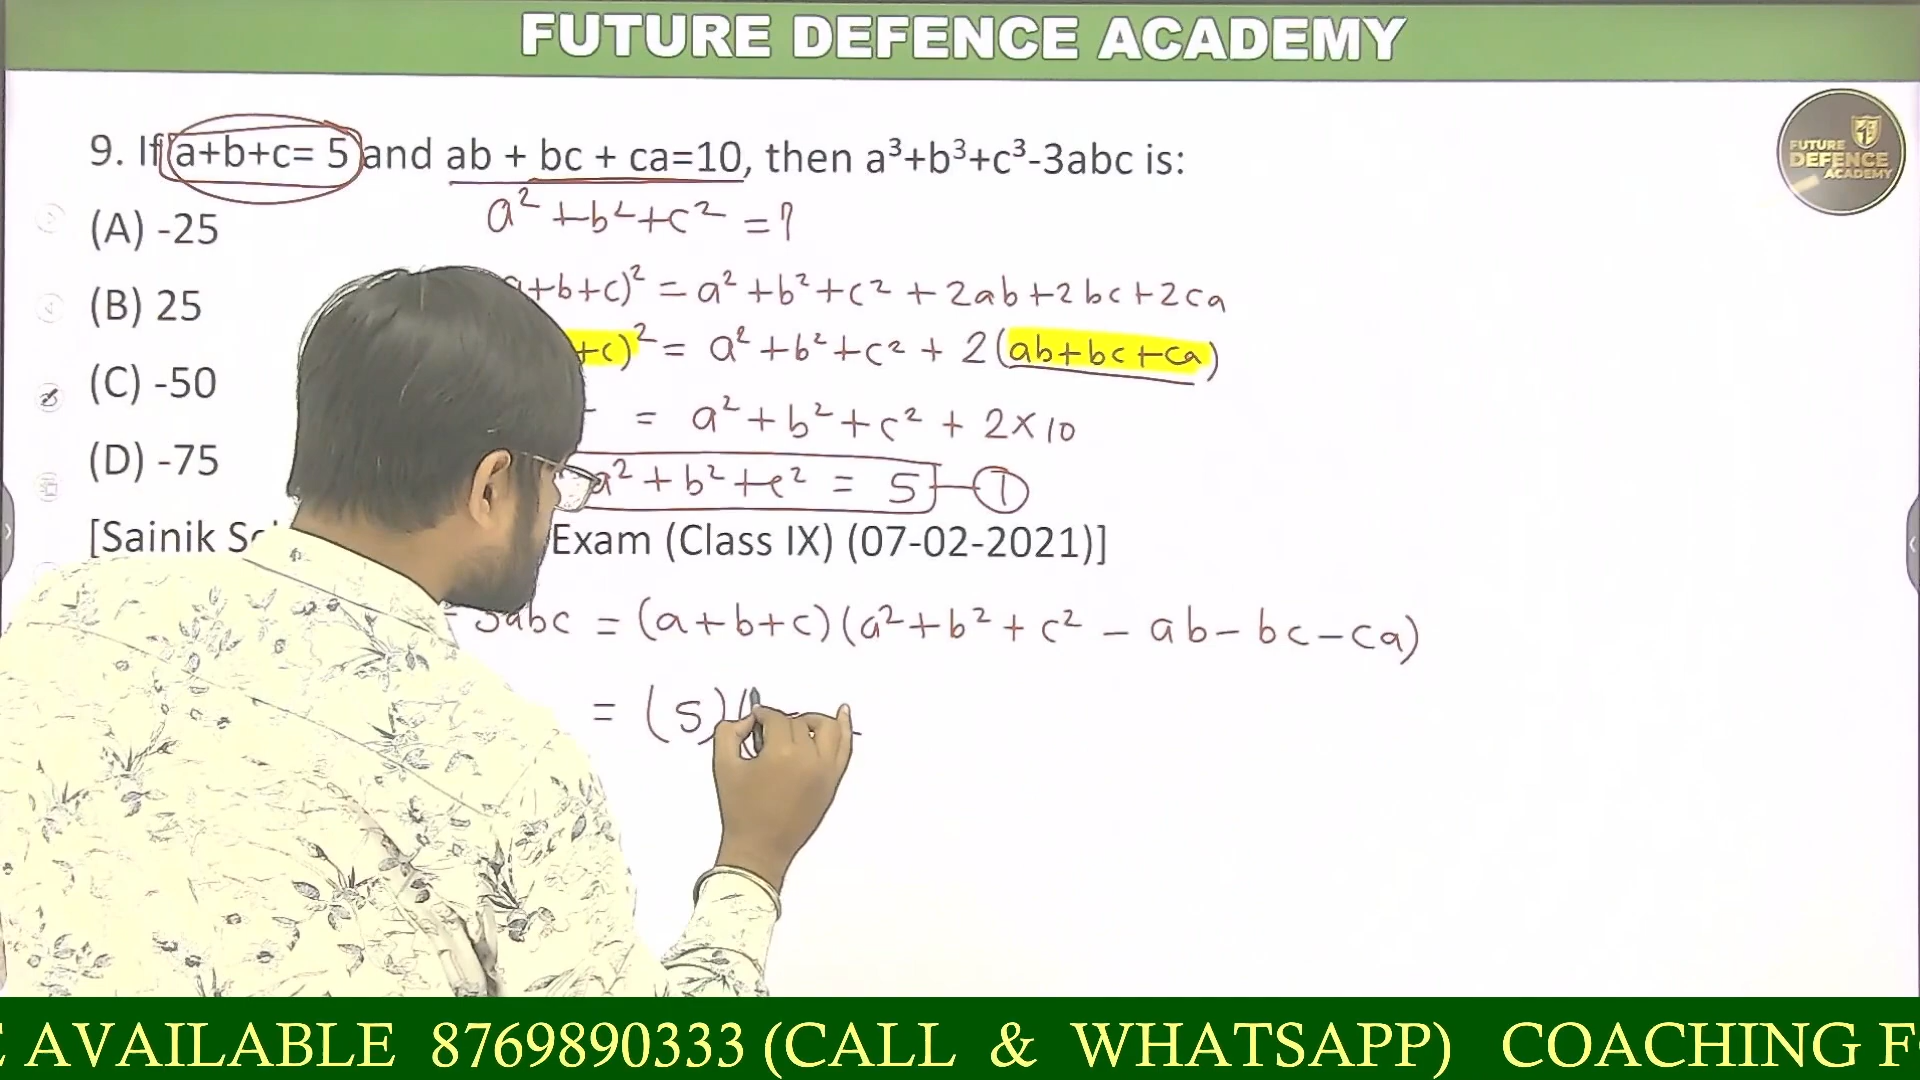 FUTURE DEFENCE ACADEMY
FUTURE
DEFENCE
ACADEMY
9. If a+b+c= 5 and ab + bc + ca=10, then a³+b³+c³-3abc is:
a² + b² + c² = ?
(A) -25
+b+c)² = a² + b² + c² + 2ab + 2bc + 2ca
(B) 25
+c)² = a² + b² + c² + 2(ab+bc+ca)
(C) -50
= a² + b² + c² + 2×10
(D) -75
a² + b² + c² = 5 — 1
[Sainik Exam (Class IX) (07-02-2021)]
3abc = (a+b+c)(a² + b² + c² - ab - bc - ca)
= (5)(
AVAILABLE 8769890333 (CALL & WHATSAPP) COACHING